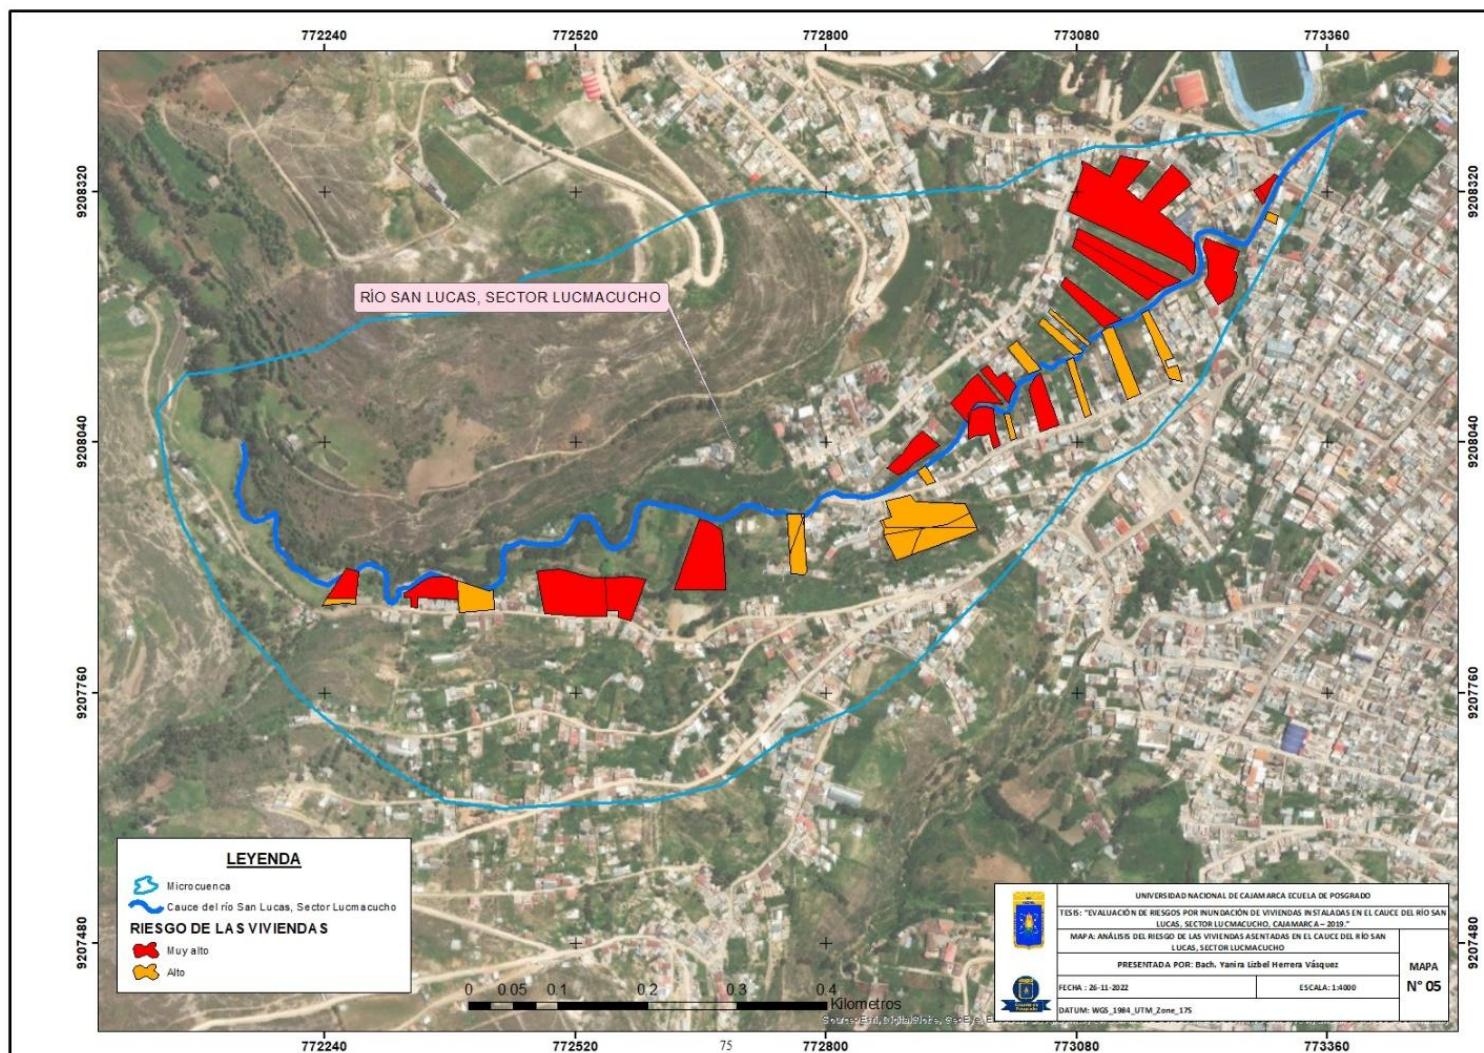 772240 772520 772800 773080 773360
9208320 9208320
RÍO SAN LUCAS, SECTOR LUCMACUCHO
9208040 9208040
9207760 9207760
9207480 9207480
LEYENDA
Microcuenca
Cauce del río San Lucas, Sector Lucmacucho
RIESGO DE LAS VIVIENDAS
Muy alto
Alto
0 0.05 0.1 0.2 0.3 0.4
Kilometros
Source: Esri, DigitalGlobe, GeoEye,
UNIVERSIDAD NACIONAL DE CAJAMARCA ECUELA DE POSGRADO
TESIS: "EVALUACIÓN DE RIESGOS POR INUNDACIÓN DE VIVIENDAS INSTALADAS EN EL CAUCE DEL RÍO SAN
LUCAS, SECTOR LUCMACUCHO, CAJAMARCA – 2019."
MAPA: ANÁLISIS DEL RIESGO DE LAS VIVIENDAS ASENTADAS EN EL CAUCE DEL RÍO SAN
LUCAS, SECTOR LUCMACUCHO
PRESENTADA POR: Bach. Yanira Lizbel Herrera Vásquez
FECHA : 26-11-2022
ESCALA: 1:4000
DATUM: WGS_1984_UTM_Zone_17S
MAPA
N° 05
772240 772520 75 772800 773080 773360